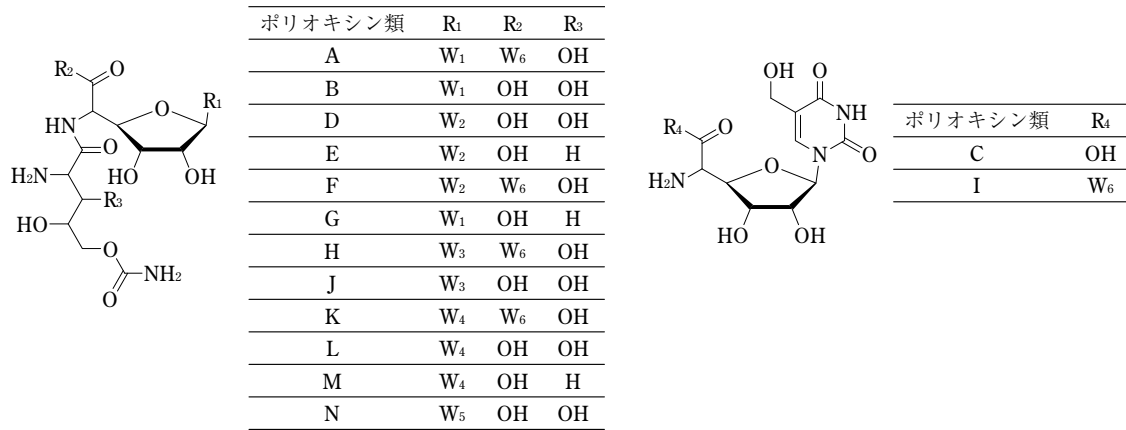 R₂ O
O R₁
HN
O HO OH
H₂N
R₃
HO
O
NH₂
O
ポリオキシン類 R₁ R₂ R₃
A W₁ W₆ OH
B W₁ OH OH
D W₂ OH OH
E W₂ OH H
F W₂ W₆ OH
G W₁ OH H
H W₃ W₆ OH
J W₃ OH OH
K W₄ W₆ OH
L W₄ OH OH
M W₄ OH H
N W₅ OH OH
OH O
NH
R₄ O
N O
O
H₂N
HO OH
ポリオキシン類 R₄
C OH
I W₆